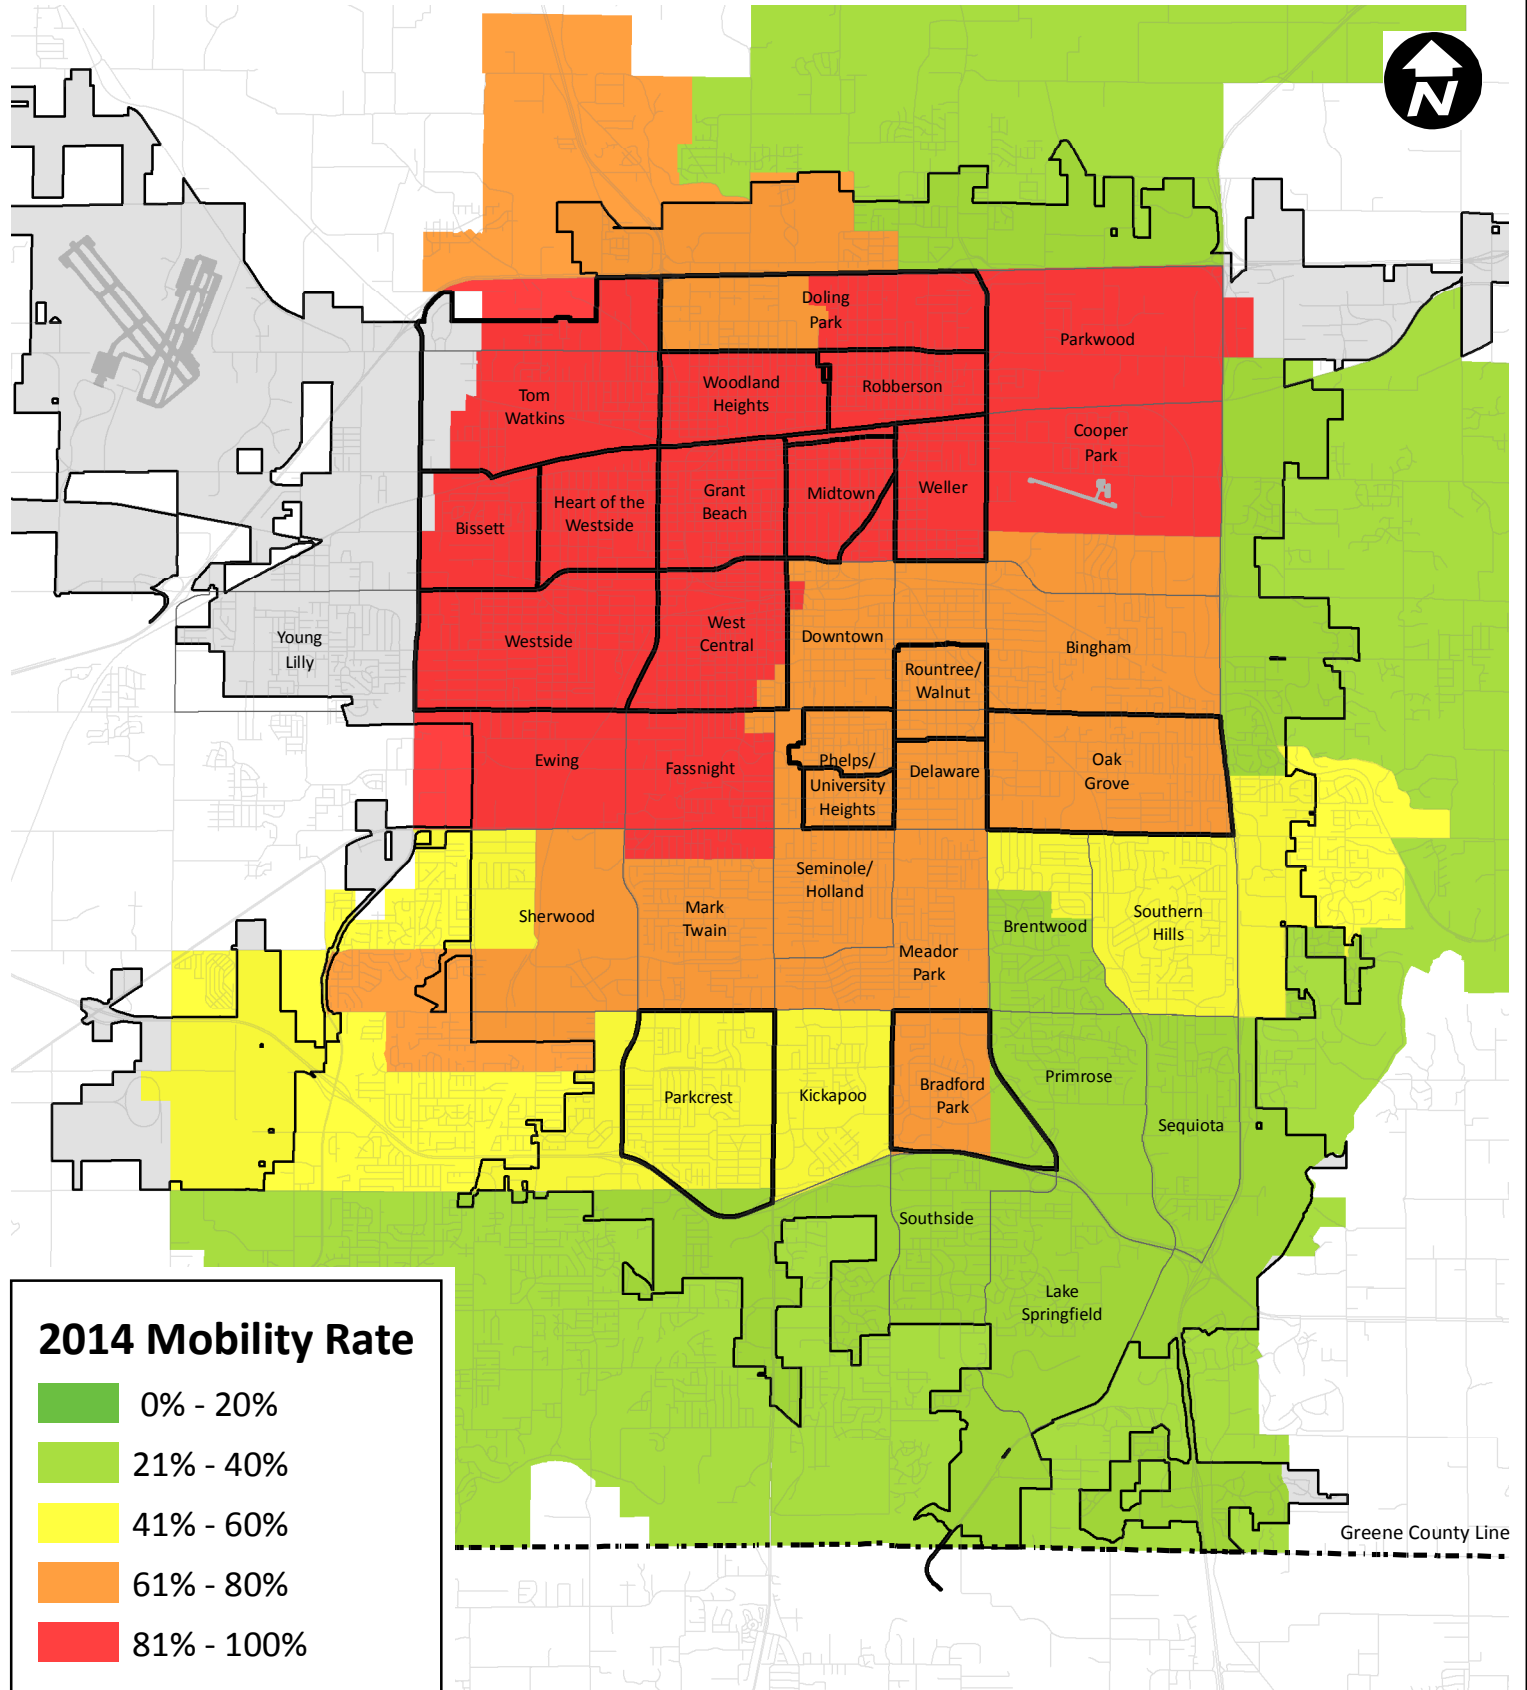 N
Doling
Park
Parkwood
Tom
Watkins
Woodland
Heights
Robberson
Cooper
Park
Bissett
Heart of the
Westside
Grant
Beach
Midtown
Weller
Young
Lilly
Westside
West
Central
Downtown
Rountree/
Walnut
Bingham
Ewing
Fassnight
Phelps/
University
Heights
Delaware
Oak
Grove
Sherwood
Mark
Twain
Seminole/
Holland
Meador
Park
Brentwood
Southern
Hills
Parkcrest
Kickapoo
Bradford
Park
Primrose
Sequiota
Southside
Lake
Springfield
Greene County Line
2014 Mobility Rate
0% - 20%
21% - 40%
41% - 60%
61% - 80%
81% - 100%